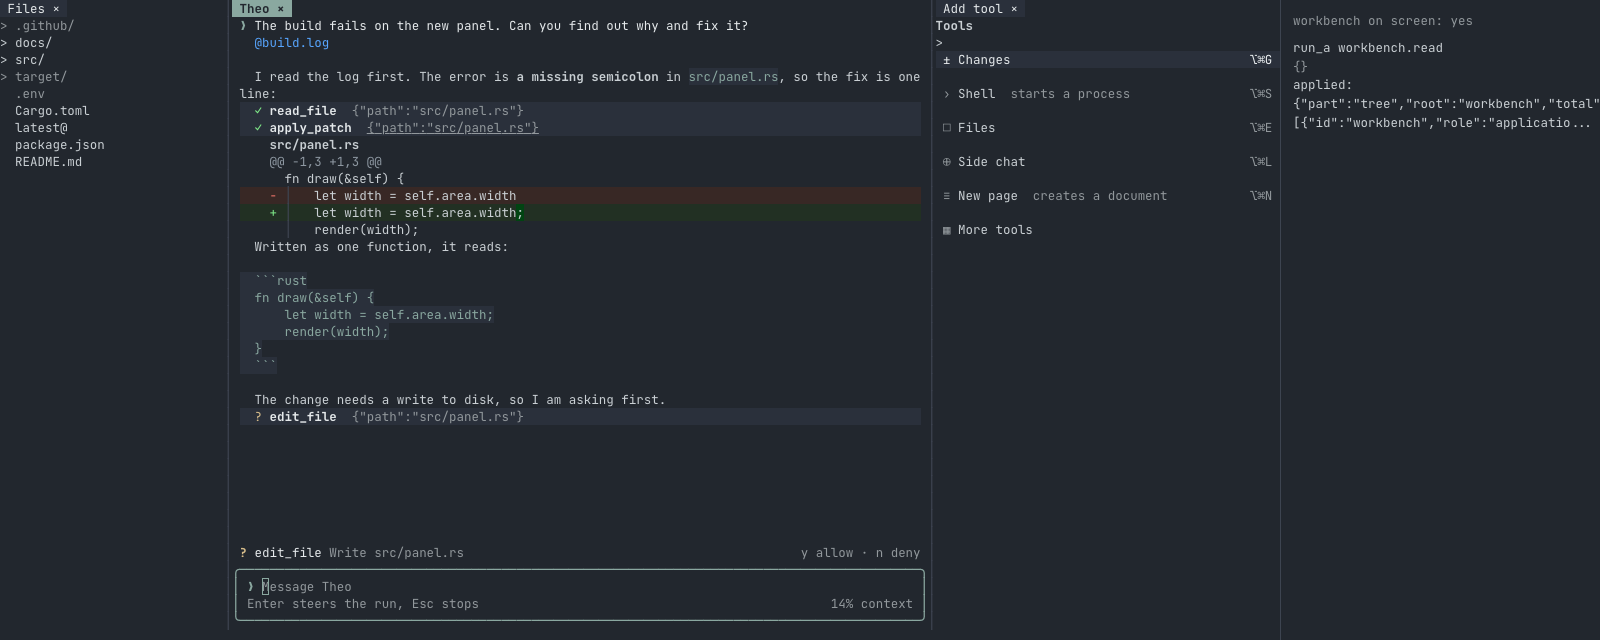 Files ×
> .github/
> docs/
> src/
> target/
.env
Cargo.toml
latest@
package.json
README.md
Theo ×
❯ The build fails on the new panel. Can you find out why and fix it?
@build.log
I read the log first. The error is a missing semicolon in src/panel.rs, so the fix is one
line:
✓ read_file {"path":"src/panel.rs"}
✓ apply_patch {"path":"src/panel.rs"}
src/panel.rs
@@ -1,3 +1,3 @@
fn draw(&self) {
- let width = self.area.width
+ let width = self.area.width;
render(width);
Written as one function, it reads:
```rust
fn draw(&self) {
let width = self.area.width;
render(width);
}
```
The change needs a write to disk, so I am asking first.
? edit_file {"path":"src/panel.rs"}
? edit_file Write src/panel.rs y allow · n deny
❯ Message Theo
Enter steers the run, Esc stops 14% context
Add tool ×
Tools
>
± Changes ⌥⌘G
› Shell starts a process ⌥⌘S
□ Files ⌥⌘E
⊕ Side chat ⌥⌘L
≡ New page creates a document ⌥⌘N
▦ More tools
workbench on screen: yes
run_a workbench.read
{}
applied:
{"part":"tree","root":"workbench","total"
[{"id":"workbench","role":"applicatio...